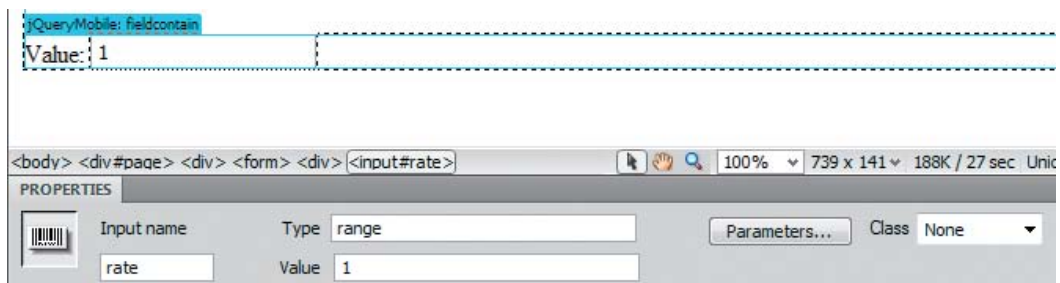 jQueryMobile: fieldcontain
Value: 1
<body> <div#page> <div> <form> <div> <input#rate> 100% 739 x 141 188K / 27 sec
PROPERTIES
Input name Type range Parameters... Class None
rate Value 1